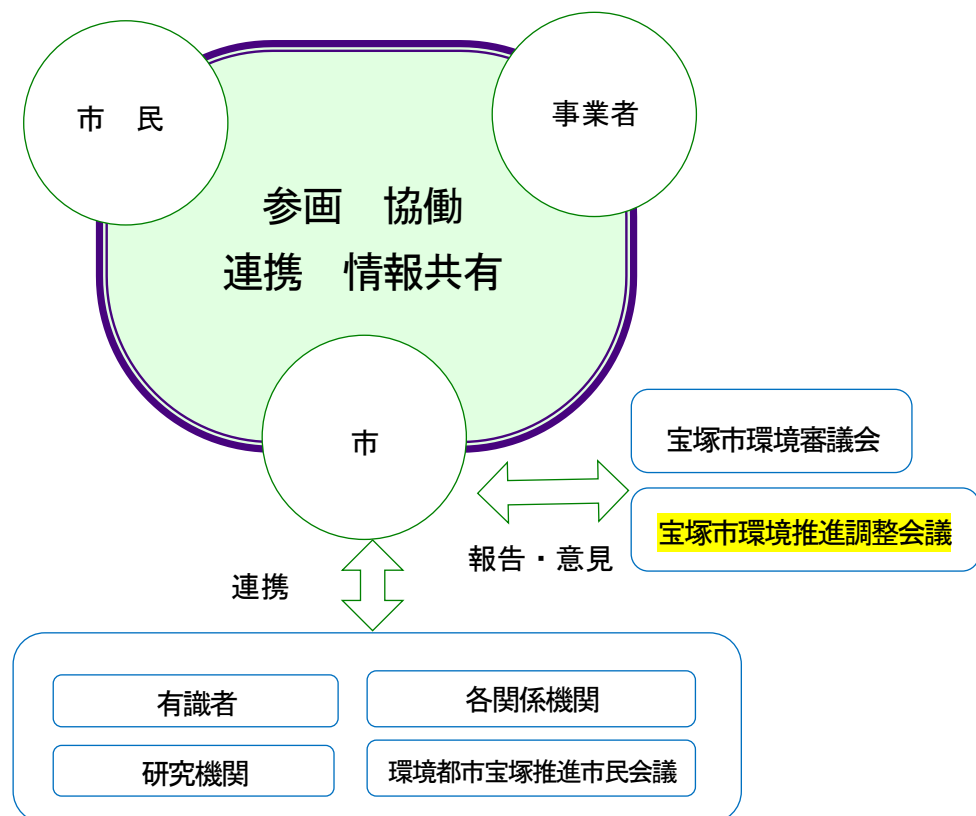 市　民
事業者
参画　協働
連携　情報共有
市
宝塚市環境審議会
宝塚市環境推進調整会議
報告・意見
連携
有識者
各関係機関
研究機関
環境都市宝塚推進市民会議